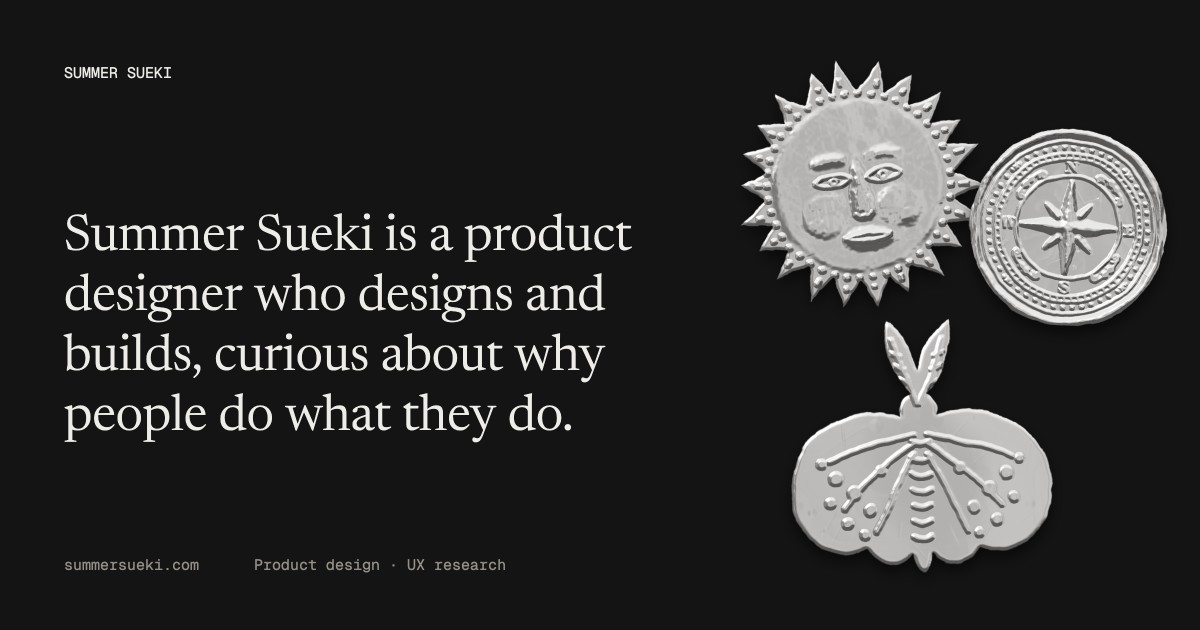 SUMMER SUEKI
Summer Sueki is a product
designer who designs and
builds, curious about why
people do what they do.
N
S
summersueki.com
Product design · UX research